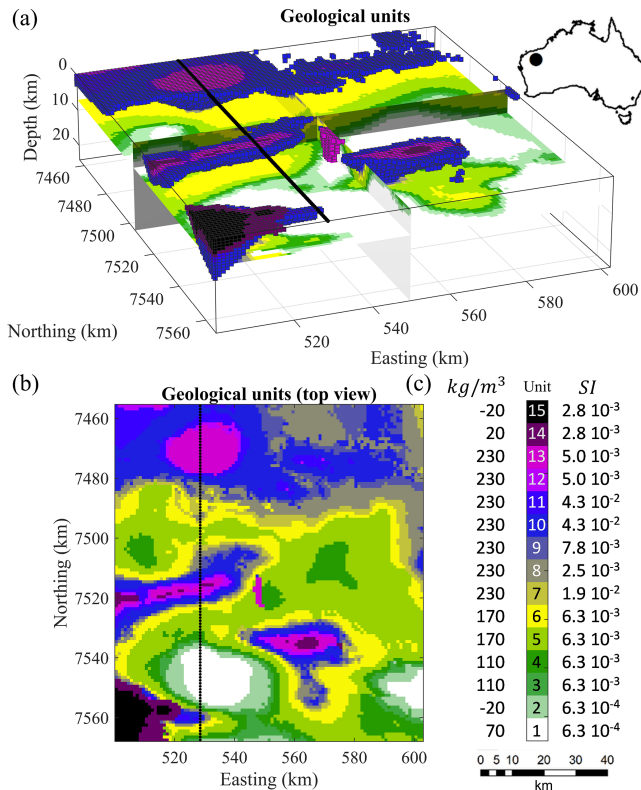 (a)
Geological units
0
10
20
Depth (km)
7460
7480
7500
7520
7540
7560
Northing (km)
520
540
560
580
600
Easting (km)
(b)
Geological units (top view)
7460
7480
7500
7520
7540
7560
Northing (km)
520 540 560 580 600
Easting (km)
(c) kg/m³ Unit SI
-20 15 2.8 10⁻³
20 14 2.8 10⁻³
230 13 5.0 10⁻³
230 12 5.0 10⁻³
230 11 4.3 10⁻²
230 10 4.3 10⁻²
230 9 7.8 10⁻³
230 8 2.5 10⁻³
230 7 1.9 10⁻²
170 6 6.3 10⁻³
170 5 6.3 10⁻³
110 4 6.3 10⁻³
110 3 6.3 10⁻³
-20 2 6.3 10⁻⁴
70 1 6.3 10⁻⁴
0 5 10 20 30 40
km